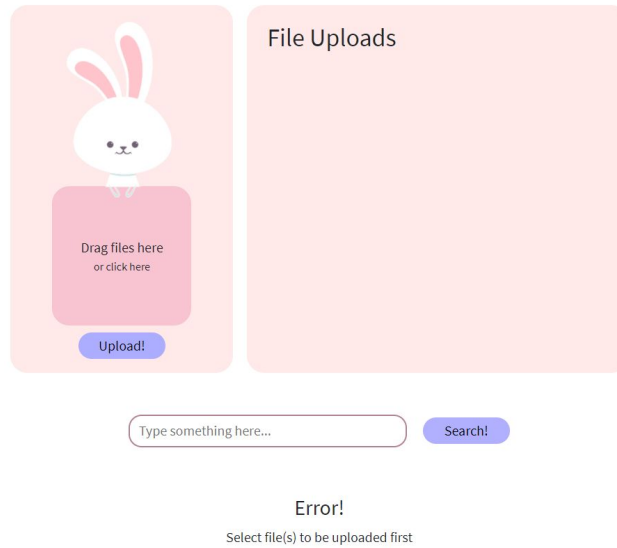 File Uploads
Drag files here
or click here
Upload!
Type something here...
Search!
Error!
Select file(s) to be uploaded first